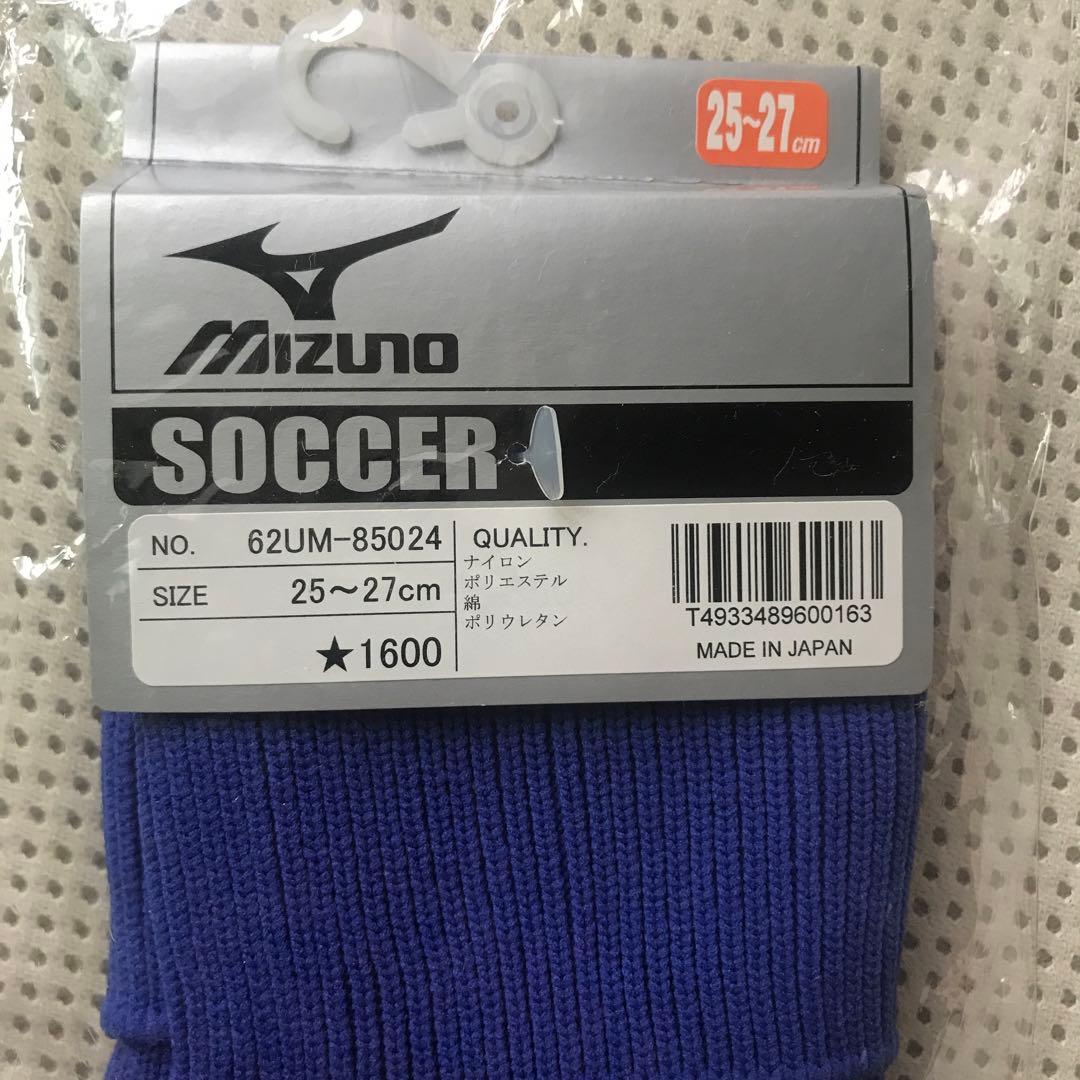 25~27cm
MIZUNO
SOCCER
NO. 62UM-85024
SIZE 25～27cm
★1600
QUALITY.
ナイロン
ポリエステル
綿
ポリウレタン
T4933489600163
MADE IN JAPAN